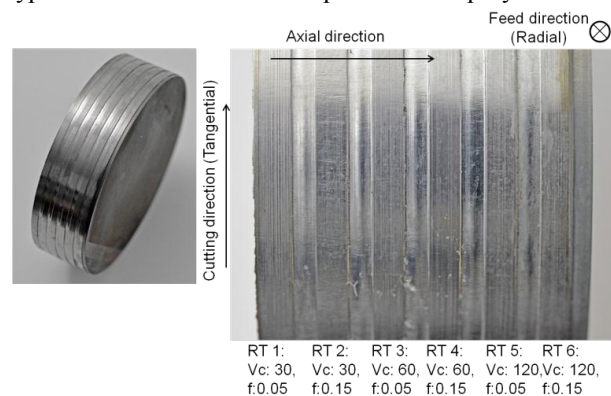 Feed direction
(Radial)
Axial direction
Cutting direction (Tangential)
RT 1: RT 2: RT 3: RT 4: RT 5: RT 6:
Vc: 30, Vc: 30, Vc: 60, Vc: 60, Vc: 120, Vc: 120,
f:0.05 f:0.15 f:0.05 f:0.15 f:0.05 f:0.15